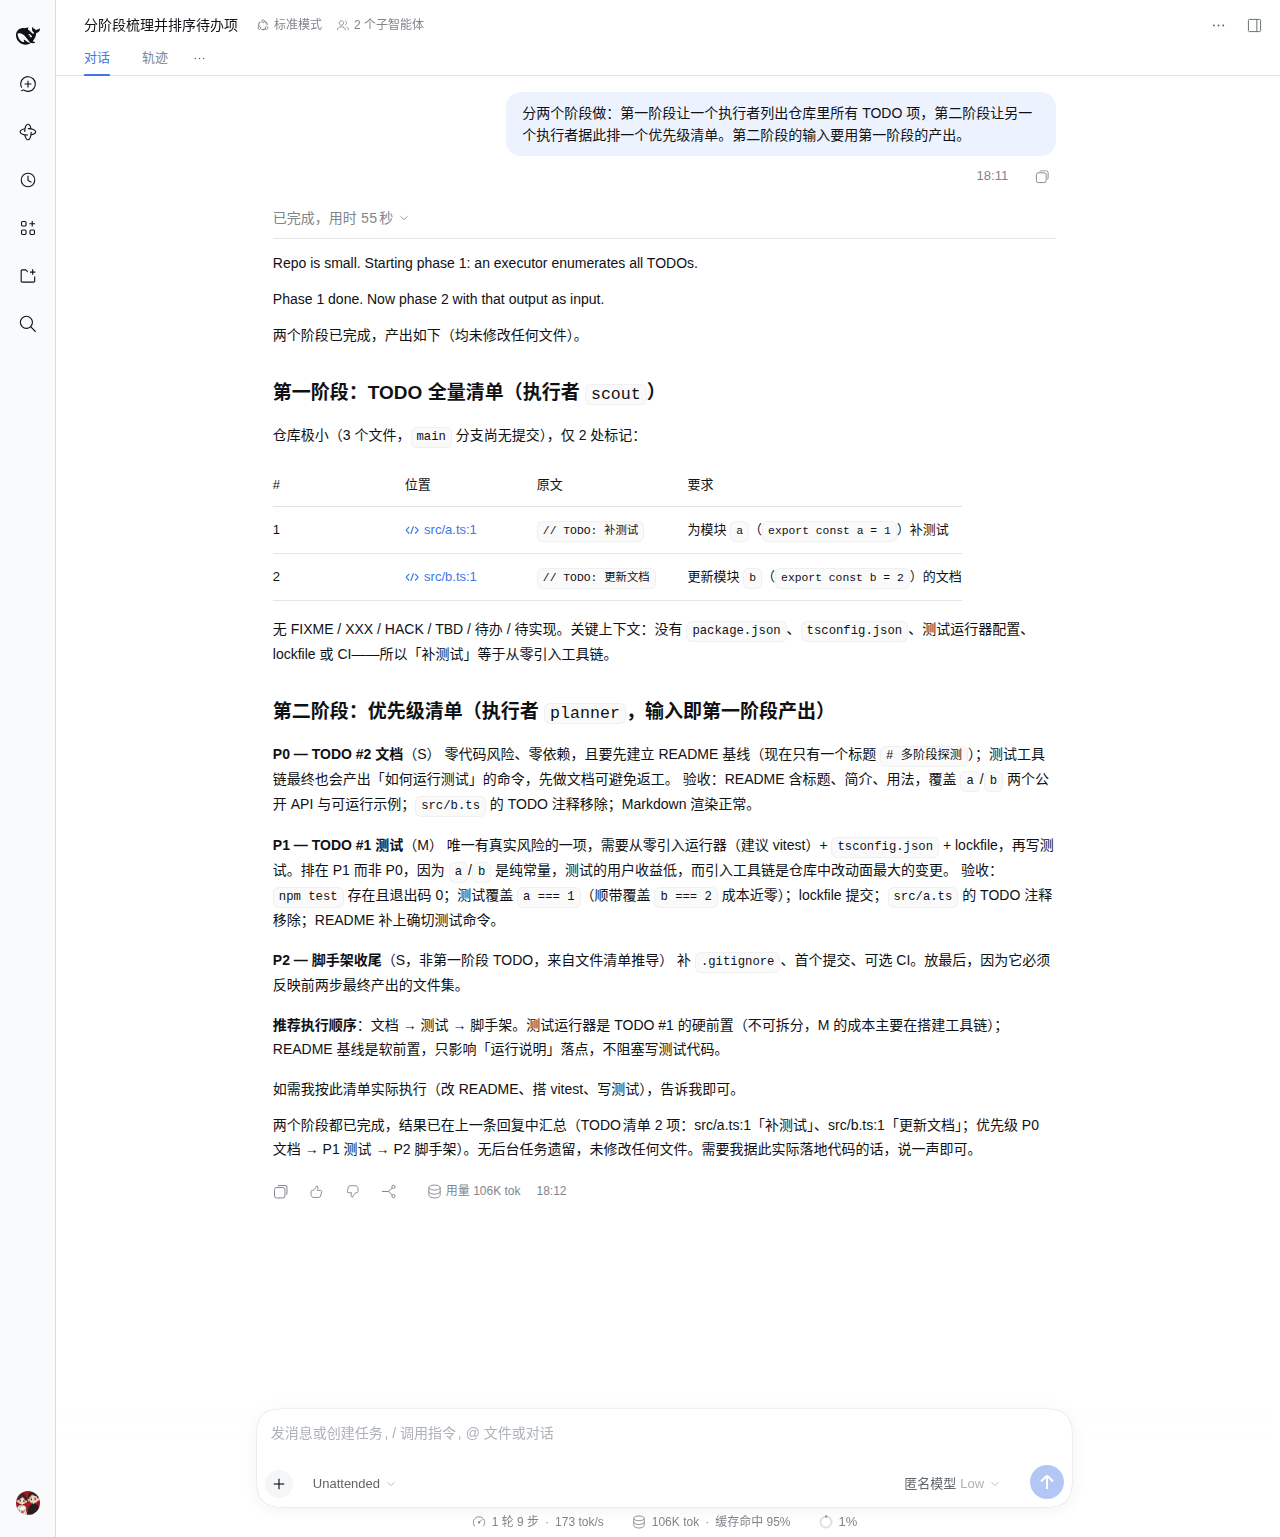 分阶段梳理并排序待办项 标准模式 2 个子智能体
对话 轨迹 ···
分两个阶段做：第一阶段让一个执行者列出仓库里所有 TODO 项，第二阶段让另一
个执行者据此排一个优先级清单。第二阶段的输入要用第一阶段的产出。
18:11
已完成，用时 55 秒
Repo is small. Starting phase 1: an executor enumerates all TODOs.
Phase 1 done. Now phase 2 with that output as input.
两个阶段已完成，产出如下（均未修改任何文件）。
第一阶段：TODO 全量清单（执行者 scout）
仓库极小（3 个文件，main 分支尚无提交），仅 2 处标记：
# 位置 原文 要求
1 src/a.ts:1 // TODO: 补测试 为模块 a（export const a = 1）补测试
2 src/b.ts:1 // TODO: 更新文档 更新模块 b（export const b = 2）的文档
无 FIXME / XXX / HACK / TBD / 待办 / 待实现。关键上下文：没有 package.json、tsconfig.json、测试运行器配置、
lockfile 或 CI——所以「补测试」等于从零引入工具链。
第二阶段：优先级清单（执行者 planner，输入即第一阶段产出）
P0 — TODO #2 文档（S） 零代码风险、零依赖，且要先建立 README 基线（现在只有一个标题 # 多阶段探测）；测试工具
链最终也会产出「如何运行测试」的命令，先做文档可避免返工。 验收：README 含标题、简介、用法，覆盖 a/b 两个公
开 API 与可运行示例；src/b.ts 的 TODO 注释移除；Markdown 渲染正常。
P1 — TODO #1 测试（M） 唯一有真实风险的一项，需要从零引入运行器（建议 vitest）+ tsconfig.json + lockfile，再写测
试。排在 P1 而非 P0，因为 a/b 是纯常量，测试的用户收益低，而引入工具链是仓库中改动面最大的变更。 验收：
npm test 存在且退出码 0；测试覆盖 a === 1（顺带覆盖 b === 2 成本近零）；lockfile 提交；src/a.ts 的 TODO 注释
移除；README 补上确切测试命令。
P2 — 脚手架收尾（S，非第一阶段 TODO，来自文件清单推导） 补 .gitignore、首个提交、可选 CI。放最后，因为它必须
反映前两步最终产出的文件集。
推荐执行顺序：文档 → 测试 → 脚手架。测试运行器是 TODO #1 的硬前置（不可拆分，M 的成本主要在搭建工具链）；
README 基线是软前置，只影响「运行说明」落点，不阻塞写测试代码。
如需我按此清单实际执行（改 README、搭 vitest、写测试），告诉我即可。
两个阶段都已完成，结果已在上一条回复中汇总（TODO 清单 2 项：src/a.ts:1「补测试」、src/b.ts:1「更新文档」；优先级 P0
文档 → P1 测试 → P2 脚手架）。无后台任务遗留，未修改任何文件。需要我据此实际落地代码的话，说一声即可。
用量 106K tok 18:12
发消息或创建任务, / 调用指令, @ 文件或对话
Unattended 匿名模型 Low
1 轮 9 步 · 173 tok/s 106K tok · 缓存命中 95% 1%